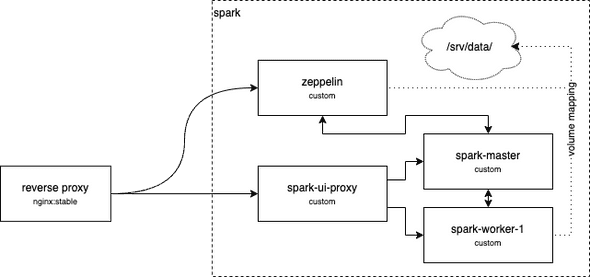 spark
/srv/data/
zeppelin
custom
volume mapping
spark-master
custom
reverse proxy
nginx:stable
spark-ui-proxy
custom
spark-worker-1
custom